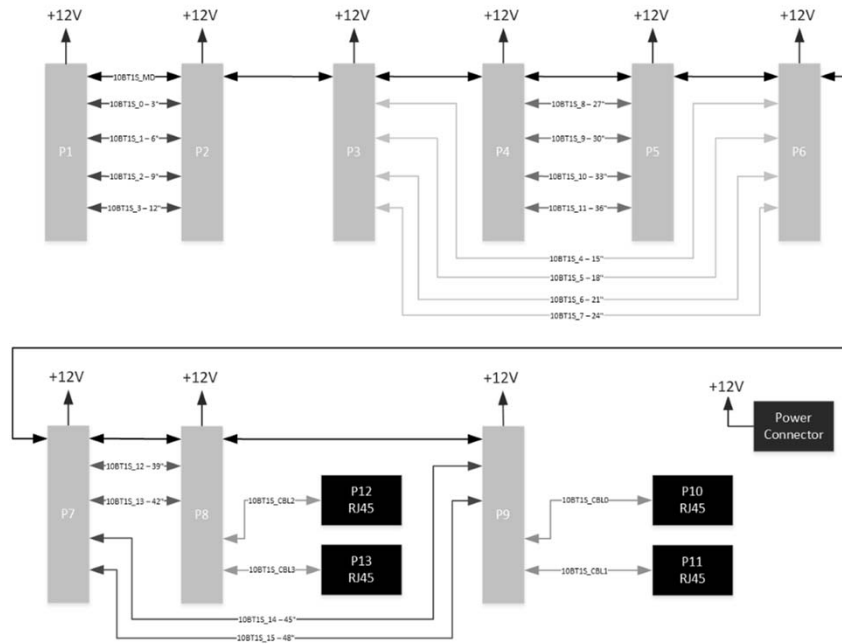 +12V
+12V
+12V
+12V
+12V
+12V
10BT1S_MD
10BT1S_0 – 3"
10BT1S_1 – 6"
10BT1S_2 – 9"
10BT1S_3 – 12"
P1
P2
P3
P4
P5
P6
10BT1S_8 – 27"
10BT1S_9 – 30"
10BT1S_10 – 33"
10BT1S_11 – 36"
10BT1S_4 – 15"
10BT1S_5 – 18"
10BT1S_6 – 21"
10BT1S_7 – 24"
+12V
+12V
+12V
+12V
Power
Connector
10BT1S_12 – 39"
10BT1S_13 – 42"
P7
P8
P9
10BT1S_CBL2
P12
RJ45
10BT1S_CBL3
P13
RJ45
10BT1S_CBL0
P10
RJ45
10BT1S_CBL1
P11
RJ45
10BT1S_14 – 45"
10BT1S_15 – 48"